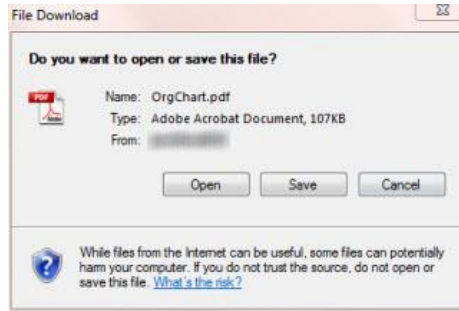 File Download
Do you want to open or save this file?
PDF
Adobe
Name: OrgChart.pdf
Type: Adobe Acrobat Document, 107KB
From:
Open Save Cancel
While files from the Internet can be useful, some files can potentially
harm your computer. If you do not trust the source, do not open or
save this file. What's the risk?